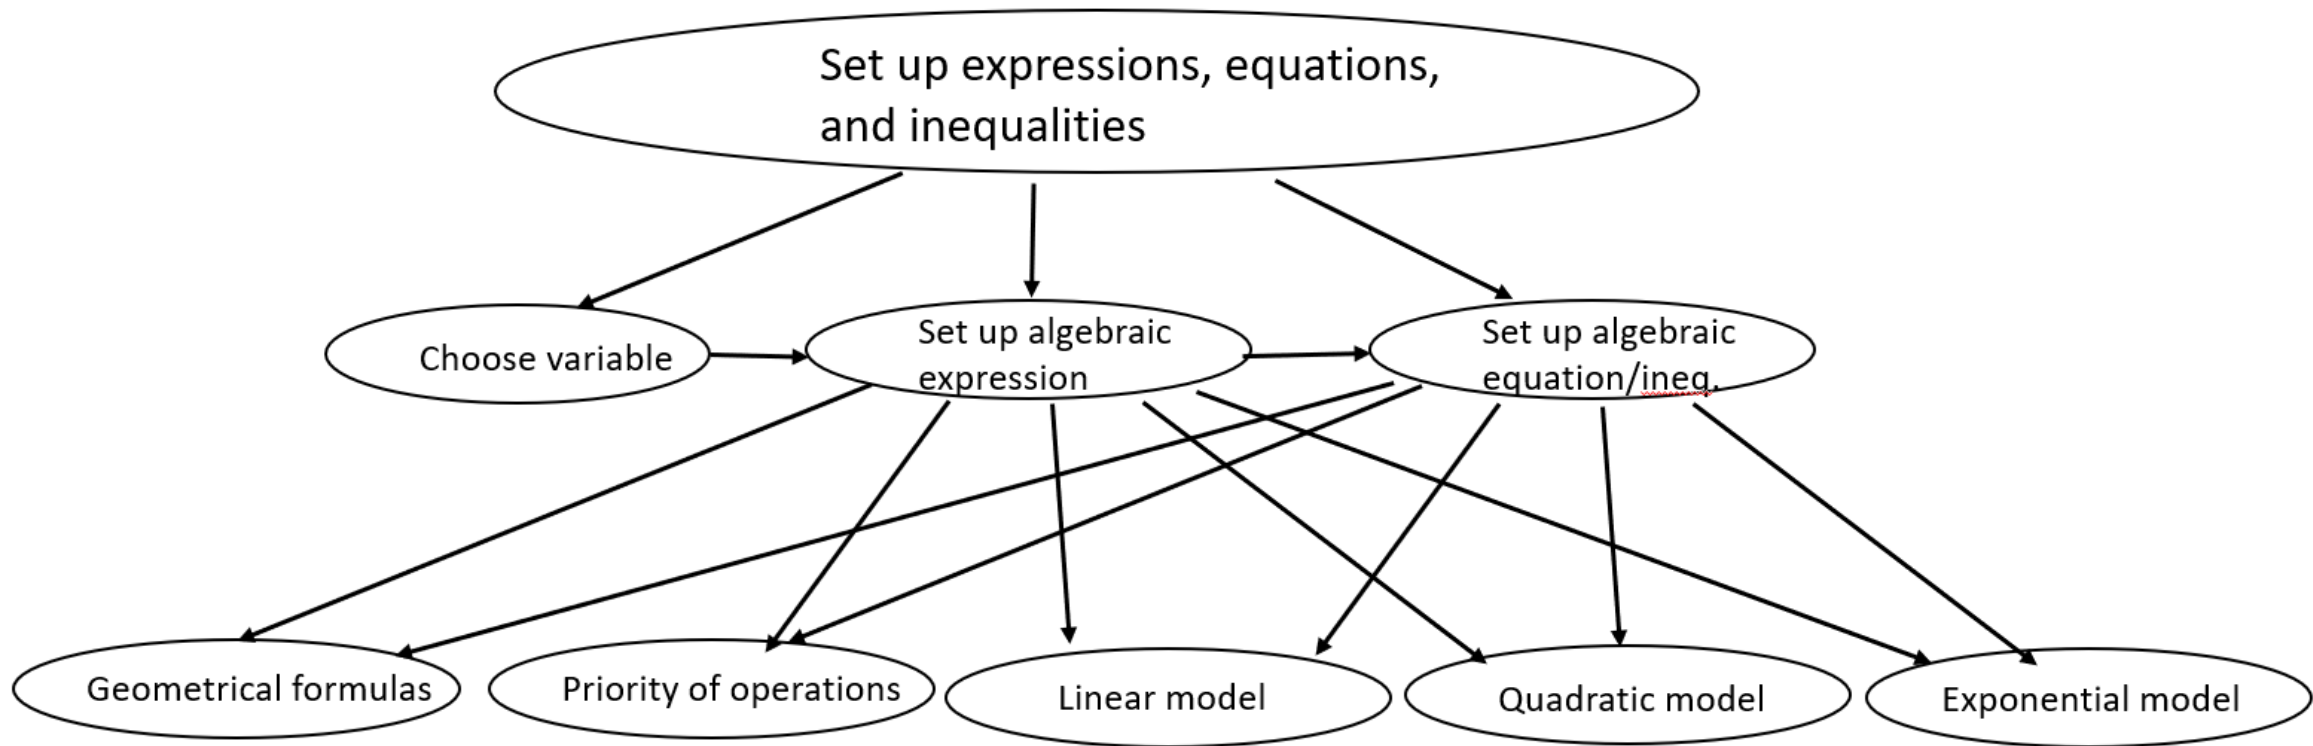 Set up expressions, equations,
and inequalities
Choose variable
Set up algebraic
expression
Set up algebraic
equation/ineq.
Geometrical formulas
Priority of operations
Linear model
Quadratic model
Exponential model